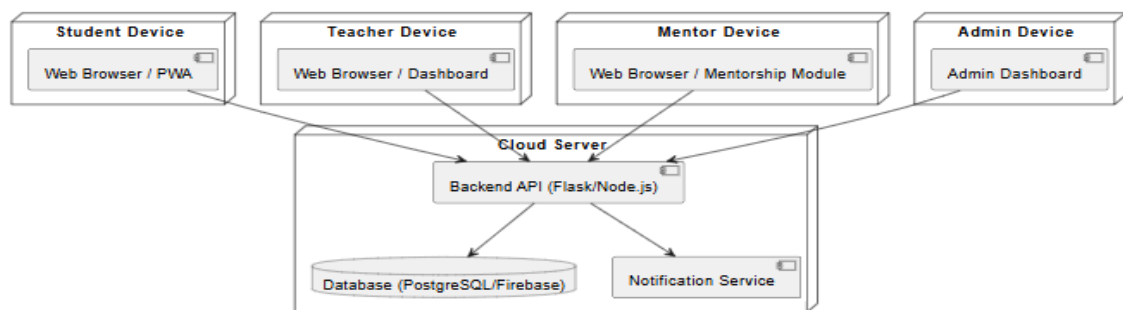 Student Device
Teacher Device
Mentor Device
Admin Device
Web Browser / PWA
Web Browser / Dashboard
Web Browser / Mentorship Module
Admin Dashboard
Cloud Server
Backend API (Flask/Node.js)
Database (PostgreSQL/Firebase)
Notification Service